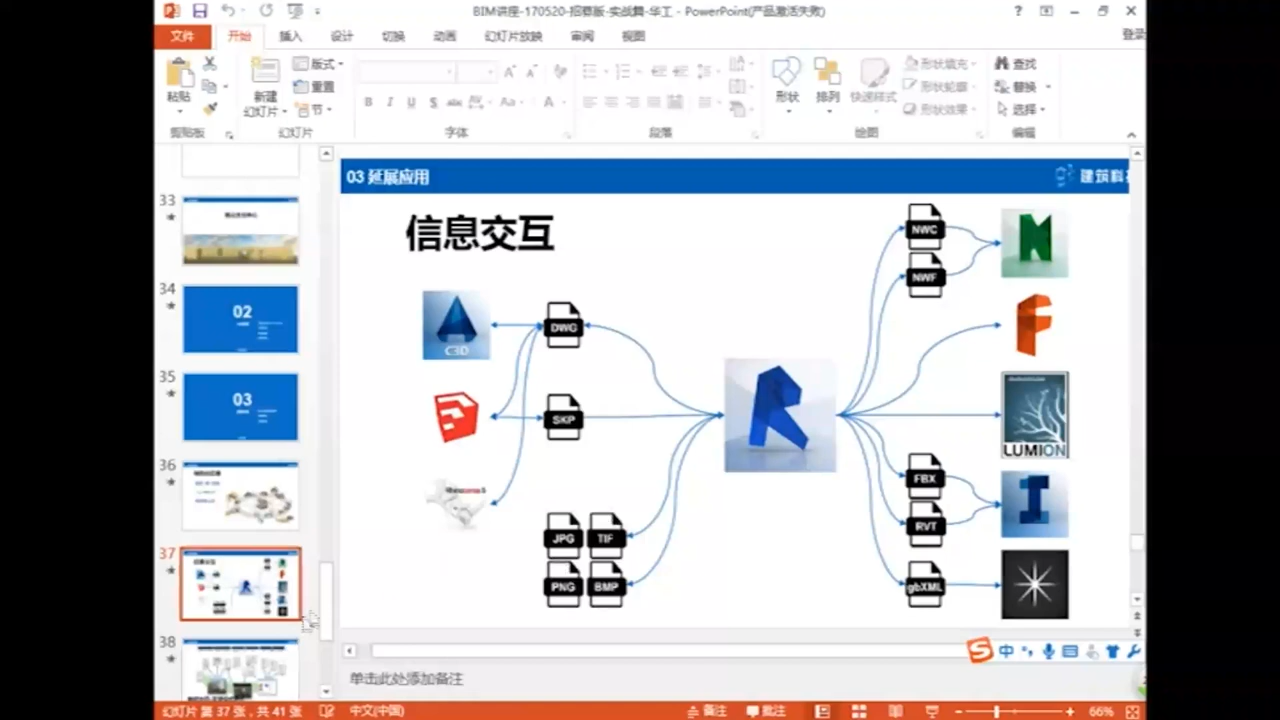 BIM讲座-170520-招赛版-实战篇-华工 - PowerPoint(产品激活失败)
文件 开始 插入 设计 切换 动画 幻灯片放映 审阅 视图 登录
粘贴 新建 幻灯片 版式 重置 节
形状 排列 快速样式 形状填充 形状轮廓 形状效果 查找 替换 选择
剪贴板 幻灯片 字体 段落 绘图 编辑
33
34
02
35
03
36
37
38
03 延展应用
建筑科
信息交互
C3D
DWG
SKP
JPG TIF
PNG BMP
NWC
NWF
LUMION
FBX
RVT
gbXML
中
单击此处添加备注
幻灯片 第 37 张，共 41 张 中文(中国) 备注 批注 66%